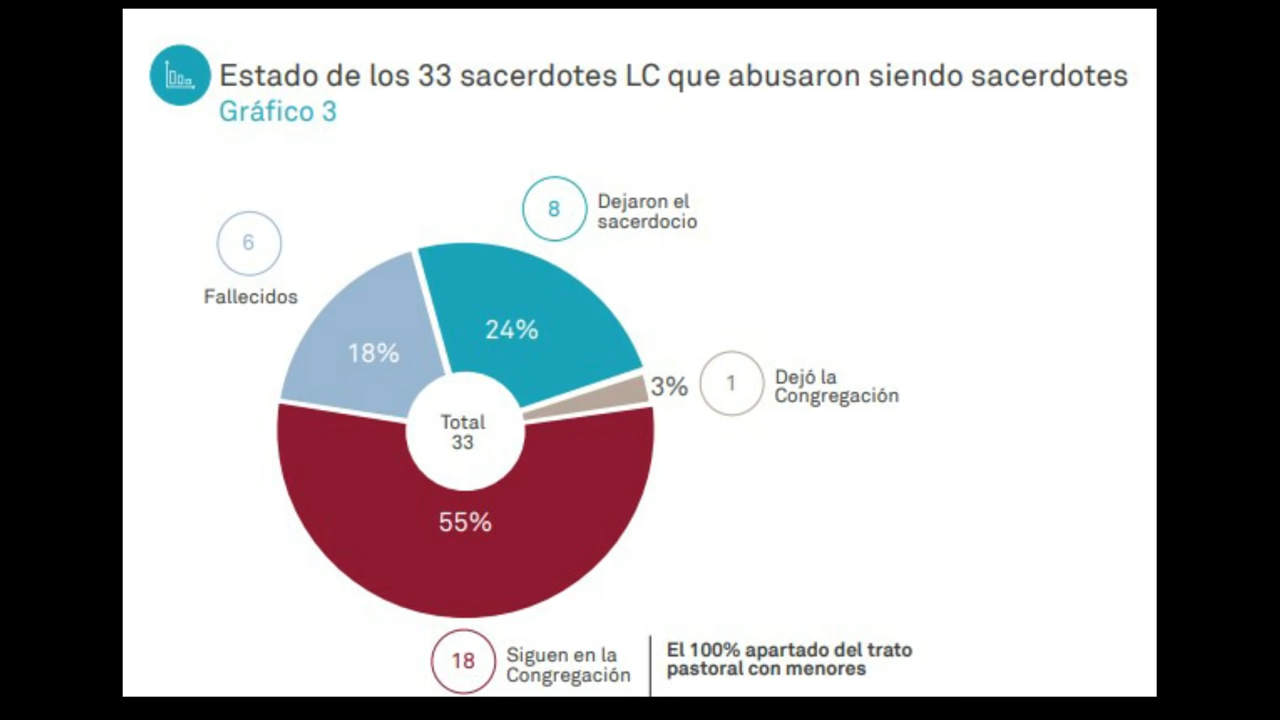 Estado de los 33 sacerdotes LC que abusaron siendo sacerdotes
Gráfico 3
8
Dejaron el
sacerdocio
6
Fallecidos
24%
18%
3%
1
Dejó la
Congregación
Total
33
55%
18
Siguen en la
Congregación
El 100% apartado del trato
pastoral con menores